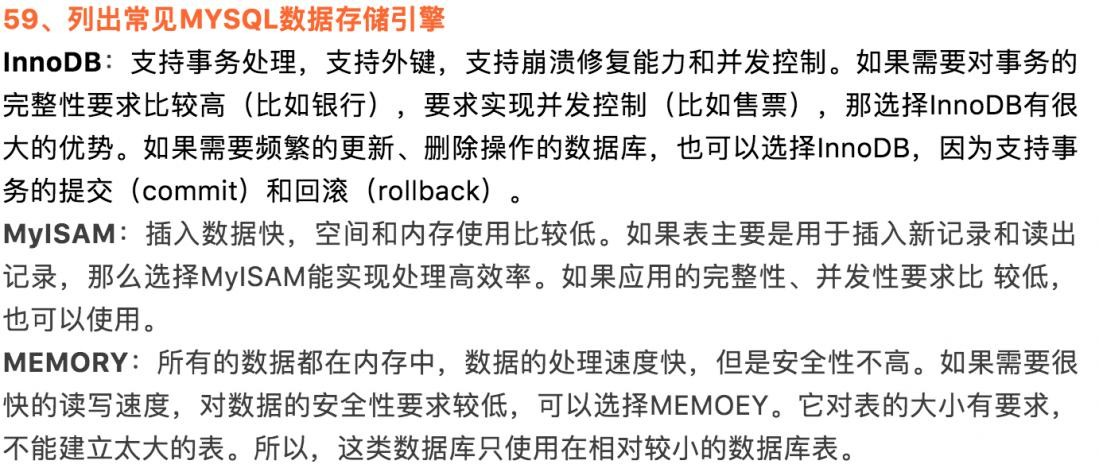 59、列出常见MYSQL数据存储引擎
InnoDB：支持事务处理，支持外键，支持崩溃修复能力和并发控制。如果需要对事务的
完整性要求比较高（比如银行），要求实现并发控制（比如售票），那选择InnoDB有很
大的优势。如果需要频繁的更新、删除操作的数据库，也可以选择InnoDB，因为支持事
务的提交（commit）和回滚（rollback）。
MyISAM：插入数据快，空间和内存使用比较低。如果表主要是用于插入新记录和读出
记录，那么选择MyISAM能实现处理高效率。如果应用的完整性、并发性要求比 较低，
也可以使用。
MEMORY：所有的数据都在内存中，数据的处理速度快，但是安全性不高。如果需要很
快的读写速度，对数据的安全性要求较低，可以选择MEMOEY。它对表的大小有要求，
不能建立太大的表。所以，这类数据库只使用在相对较小的数据库表。